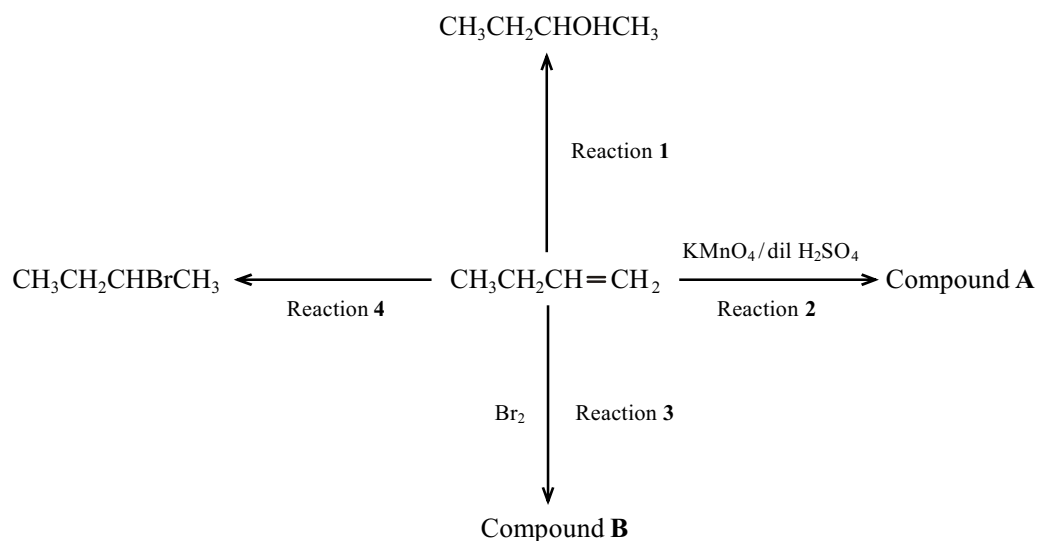 CH₃CH₂CHOHCH₃
Reaction 1
KMnO₄/dil H₂SO₄
CH₃CH₂CHBrCH₃
CH₃CH₂CH=CH₂
Compound A
Reaction 4
Reaction 2
Br₂
Reaction 3
Compound B